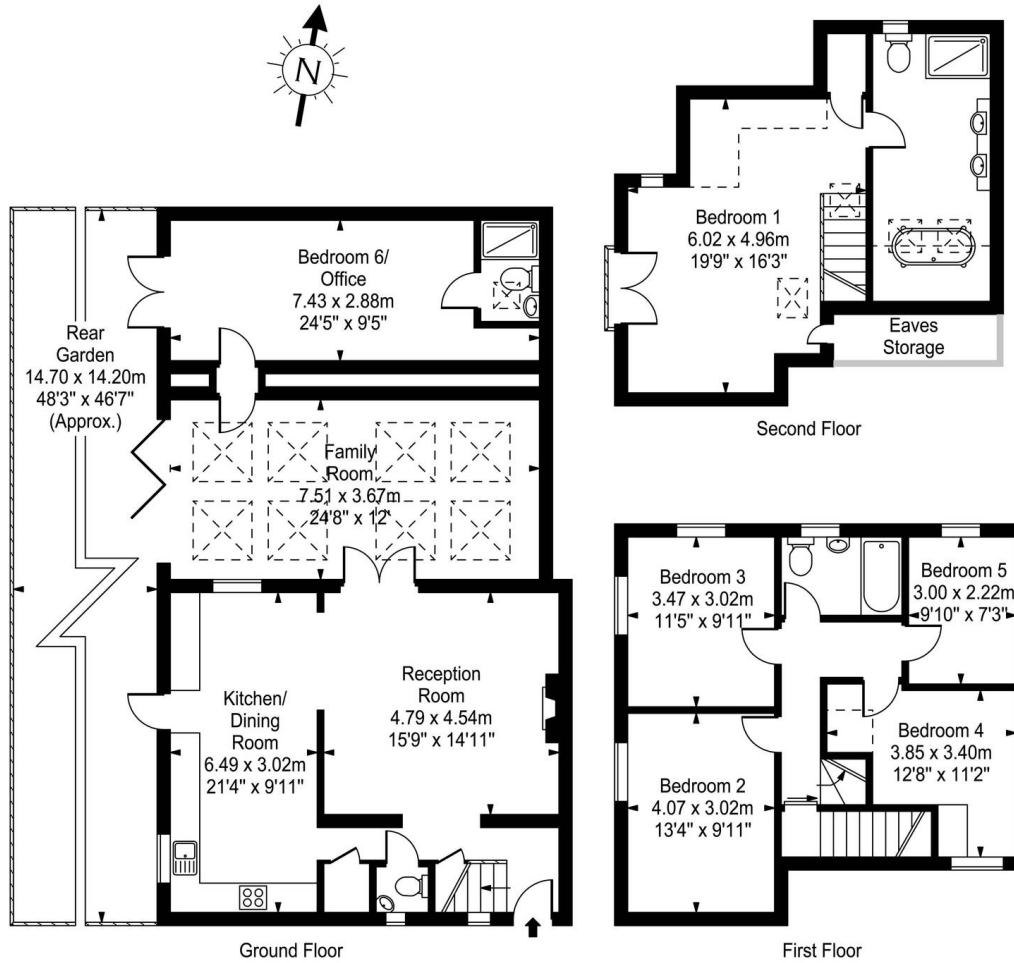 N
Bedroom 6/
Office
7.43 x 2.88m
24'5" x 9'5"
Rear
Garden
14.70 x 14.20m
48'3" x 46'7"
(Approx.)
Family
Room
7.51 x 3.67m
24'8" x 12'
Kitchen/
Dining
Room
6.49 x 3.02m
21'4" x 9'11"
Reception
Room
4.79 x 4.54m
15'9" x 14'11"
Ground Floor
Bedroom 1
6.02 x 4.96m
19'9" x 16'3"
Eaves
Storage
Second Floor
Bedroom 3
3.47 x 3.02m
11'5" x 9'11"
Bedroom 5
3.00 x 2.22m
9'10" x 7'3"
Bedroom 2
4.07 x 3.02m
13'4" x 9'11"
Bedroom 4
3.85 x 3.40m
12'8" x 11'2"
First Floor